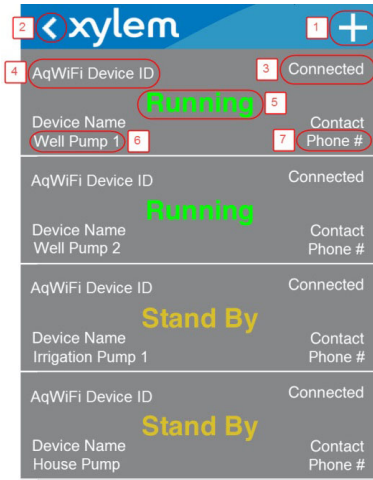 2 < xylem 1 +
4 AqWiFi Device ID 3 Connected
Running 5
Device Name Contact
Well Pump 1 6 7 Phone #
AqWiFi Device ID Connected
Running
Device Name Contact
Well Pump 2 Phone #
AqWiFi Device ID Connected
Stand By
Device Name Contact
Irrigation Pump 1 Phone #
AqWiFi Device ID Connected
Stand By
Device Name Contact
House Pump Phone #